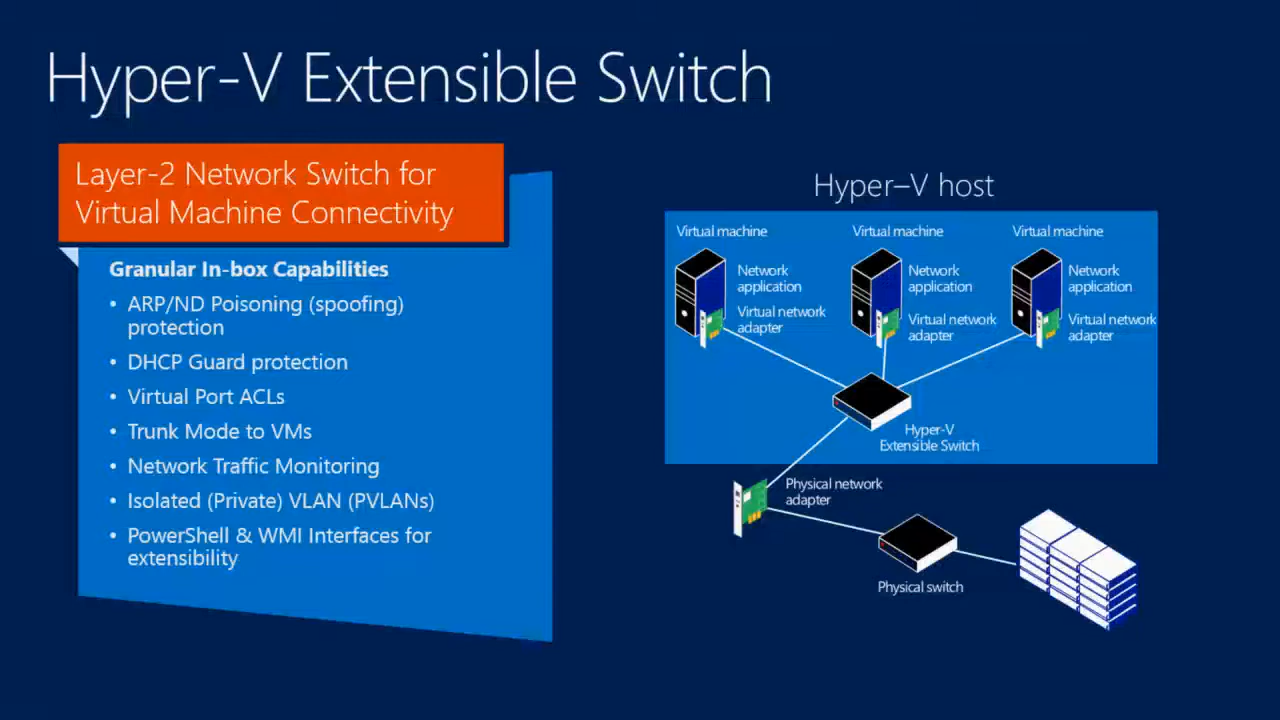 Hyper-V Extensible Switch
Layer-2 Network Switch for
Virtual Machine Connectivity
Granular In-box Capabilities
• ARP/ND Poisoning (spoofing)
protection
• DHCP Guard protection
• Virtual Port ACLs
• Trunk Mode to VMs
• Network Traffic Monitoring
• Isolated (Private) VLAN (PVLANs)
• PowerShell & WMI Interfaces for
extensibility
Hyper–V host
Virtual machine
Network
application
Virtual network
adapter
Virtual machine
Network
application
Virtual network
adapter
Virtual machine
Network
application
Virtual network
adapter
Hyper-V
Extensible Switch
Physical network
adapter
Physical switch